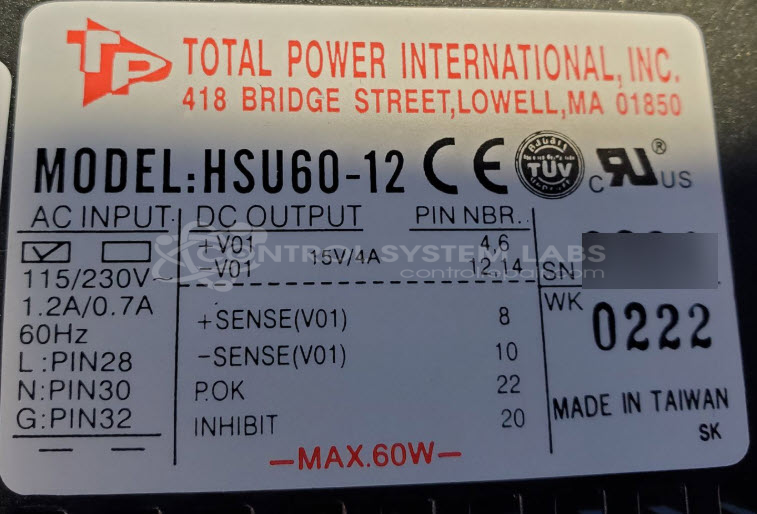 TP
TOTAL POWER INTERNATIONAL, INC.
418 BRIDGE STREET,LOWELL,MA 01850
MODEL:HSU60-12 CE TÜV c RU ® US
AC INPUT DC OUTPUT PIN NBR.
115/230V~
1.2A/0.7A
60Hz
L:PIN28
N:PIN30
G:PIN32
+V01 4,6
-V01 15V/4A 12,14
+SENSE(V01) 8
-SENSE(V01) 10
P.OK 22
INHIBIT 20
-MAX.60W-
SN
WK 0222
MADE IN TAIWAN
SK
CONTROL SYSTEM LABS